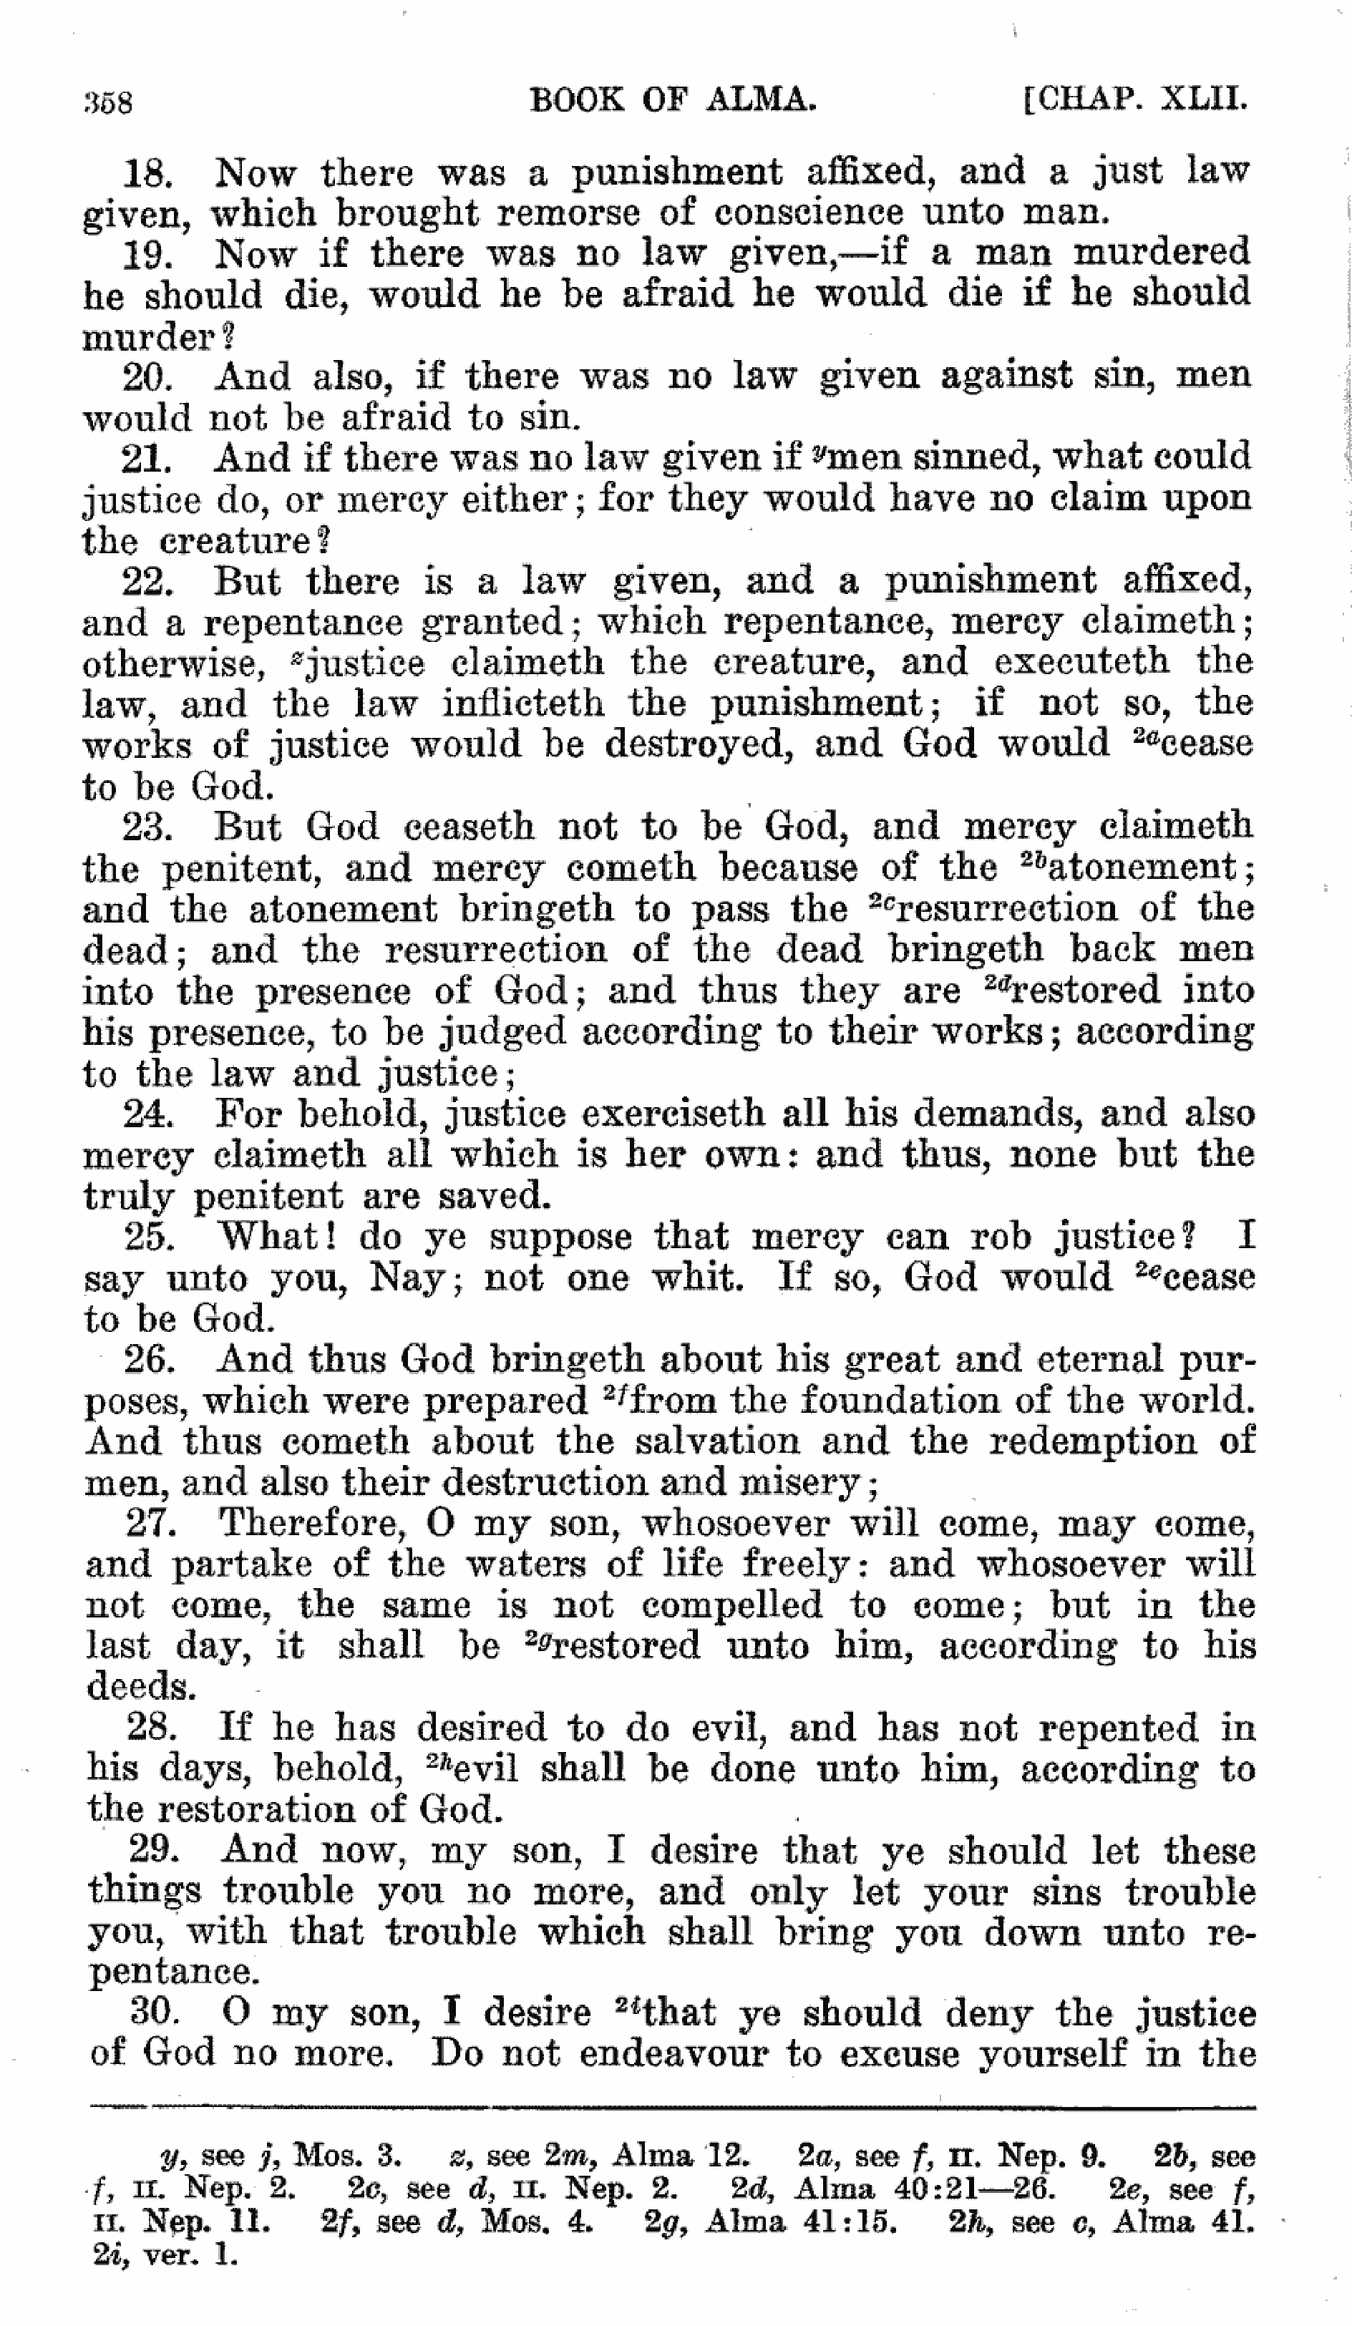 358 BOOK OF ALMA. [CHAP. XLII.
18. Now there was a punishment affixed, and a just law
given, which brought remorse of conscience unto man.
19. Now if there was no law given,—if a man murdered
he should die, would he be afraid he would die if he should
murder?
20. And also, if there was no law given against sin, men
would not be afraid to sin.
21. And if there was no law given if ymen sinned, what could
justice do, or mercy either; for they would have no claim upon
the creature?
22. But there is a law given, and a punishment affixed,
and a repentance granted; which repentance, mercy claimeth;
otherwise, zjustice claimeth the creature, and executeth the
law, and the law inflicteth the punishment; if not so, the
works of justice would be destroyed, and God would 2acease
to be God.
23. But God ceaseth not to be God, and mercy claimeth
the penitent, and mercy cometh because of the 2batonement;
and the atonement bringeth to pass the 2cresurrection of the
dead; and the resurrection of the dead bringeth back men
into the presence of God; and thus they are 2drestored into
his presence, to be judged according to their works; according
to the law and justice;
24. For behold, justice exerciseth all his demands, and also
mercy claimeth all which is her own: and thus, none but the
truly penitent are saved.
25. What! do ye suppose that mercy can rob justice? I
say unto you, Nay; not one whit. If so, God would 2ecease
to be God.
26. And thus God bringeth about his great and eternal pur-
poses, which were prepared 2ffrom the foundation of the world.
And thus cometh about the salvation and the redemption of
men, and also their destruction and misery;
27. Therefore, O my son, whosoever will come, may come,
and partake of the waters of life freely: and whosoever will
not come, the same is not compelled to come; but in the
last day, it shall be 2grestored unto him, according to his
deeds.
28. If he has desired to do evil, and has not repented in
his days, behold, 2hevil shall be done unto him, according to
the restoration of God.
29. And now, my son, I desire that ye should let these
things trouble you no more, and only let your sins trouble
you, with that trouble which shall bring you down unto re-
pentance.
30. O my son, I desire 2ithat ye should deny the justice
of God no more. Do not endeavour to excuse yourself in the
y, see j, Mos. 3. z, see 2m, Alma 12. 2a, see f, II. Nep. 9. 2b, see
f, II. Nep. 2. 2c, see d, II. Nep. 2. 2d, Alma 40:21—26. 2e, see f,
II. Nep. 11. 2f, see d, Mos. 4. 2g, Alma 41:15. 2h, see c, Alma 41.
2i, ver. 1.